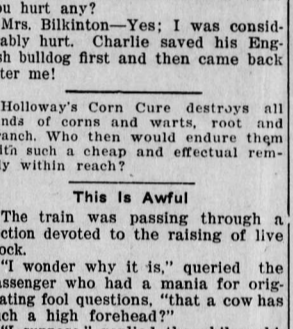 ou hurt any?
Mrs. Bilkinton—Yes; I was consid-
ably hurt. Charlie saved his Eng-
sh bulldog first and then came back
ter me!
Holloway's Corn Cure destroys all
nds of corns and warts, root and
ranch. Who then would endure them
ith such a cheap and effectual rem-
dy within reach?
This Is Awful
The train was passing through a
ction devoted to the raising of live
ock.
"I wonder why it is," queried the
assenger who had a mania for orig-
ating fool questions, "that a cow has
ch a high forehead?"